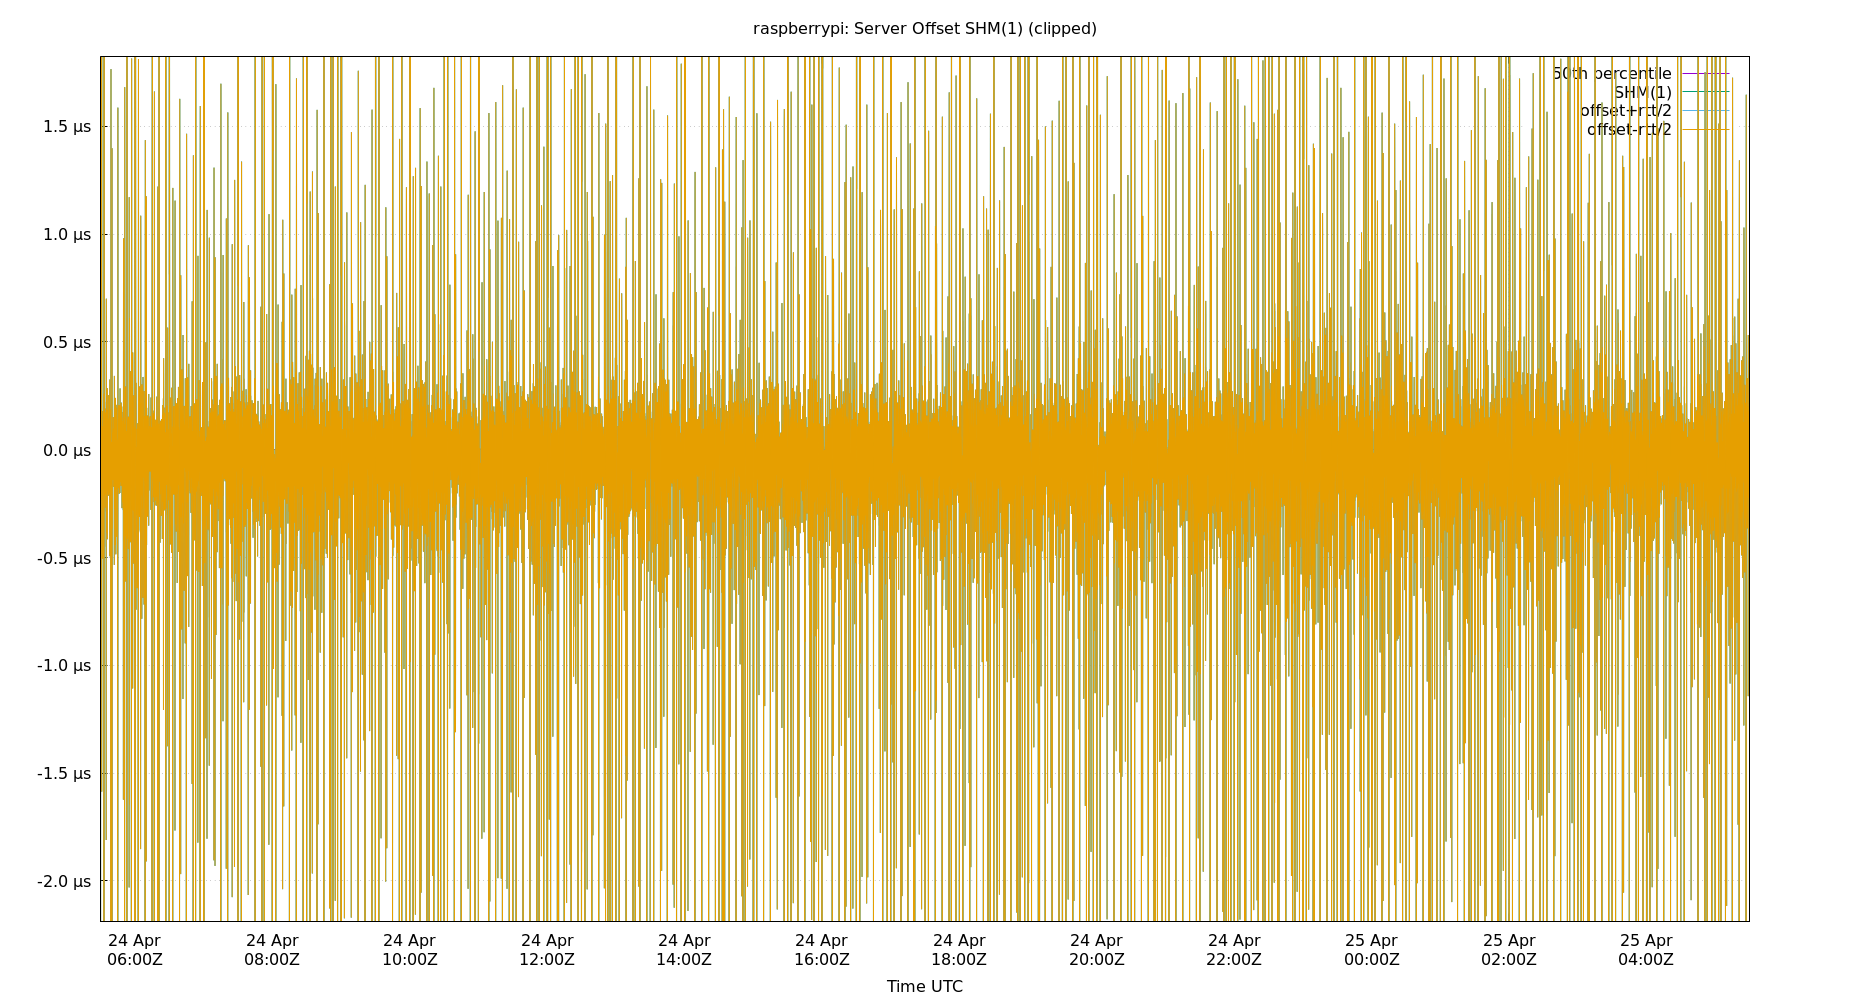 raspberrypi: Server Offset SHM(1) (clipped)
50th percentile
SHM(1)
offset+rtt/2
offset-rtt/2
1.5 µs
1.0 µs
0.5 µs
0.0 µs
-0.5 µs
-1.0 µs
-1.5 µs
-2.0 µs
24 Apr 24 Apr 24 Apr 24 Apr 24 Apr 24 Apr 24 Apr 24 Apr 24 Apr 25 Apr 25 Apr 25 Apr
06:00Z 08:00Z 10:00Z 12:00Z 14:00Z 16:00Z 18:00Z 20:00Z 22:00Z 00:00Z 02:00Z 04:00Z
Time UTC